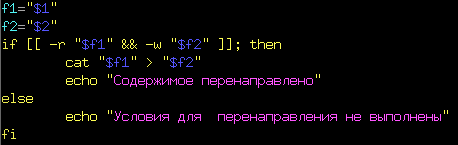 f1="$1"
f2="$2"
if [[ -r "$f1" && -w "$f2" ]]; then
cat "$f1" > "$f2"
echo "Содержимое перенаправлено"
else
echo "Условия для  перенаправления не выполнены"
fi